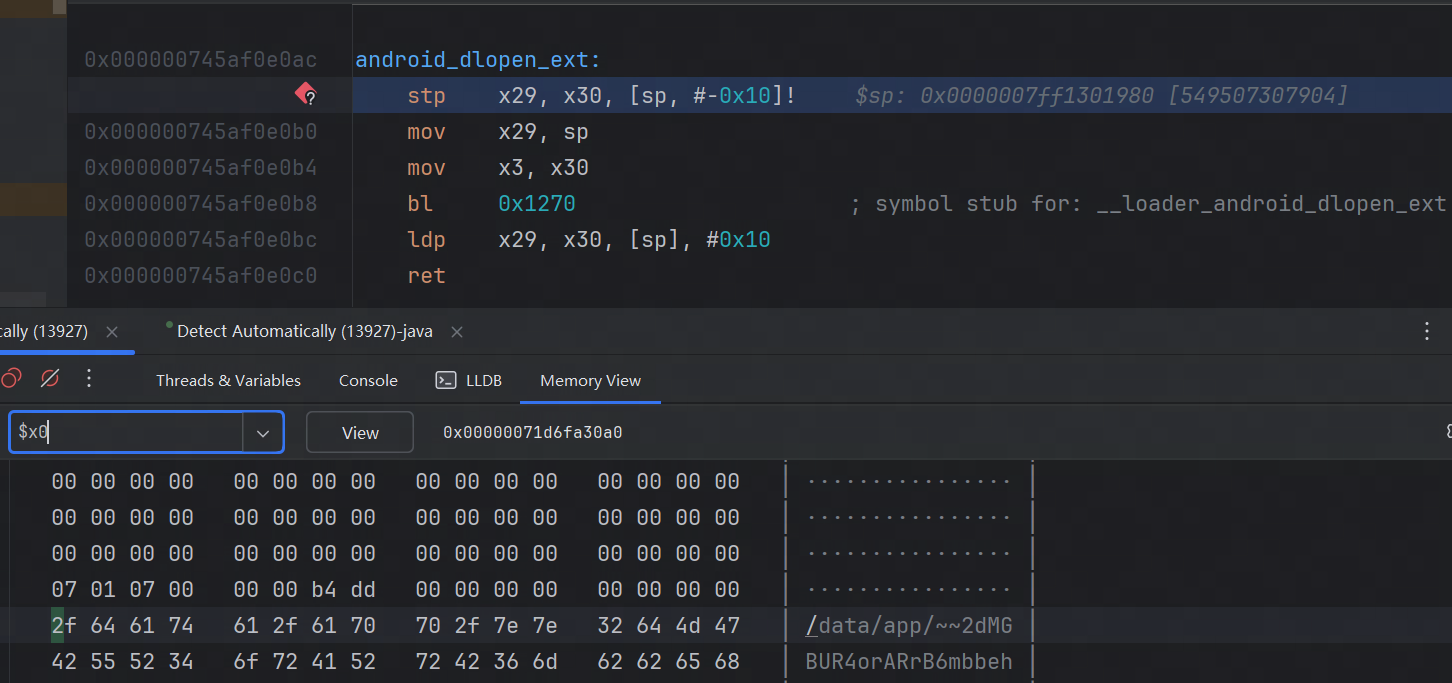 0x000000745af0e0ac android_dlopen_ext:
? stp x29, x30, [sp, #-0x10]! $sp: 0x0000007ff1301980 [549507307904]
0x000000745af0e0b0 mov x29, sp
0x000000745af0e0b4 mov x3, x30
0x000000745af0e0b8 bl 0x1270 ; symbol stub for: __loader_android_dlopen_ext
0x000000745af0e0bc ldp x29, x30, [sp], #0x10
0x000000745af0e0c0 ret
cally (13927) Detect Automatically (13927)-java
Threads & Variables Console LLDB Memory View
$x0 View 0x00000071d6fa30a0
00 00 00 00 00 00 00 00 00 00 00 00 00 00 00 00 | ················ |
00 00 00 00 00 00 00 00 00 00 00 00 00 00 00 00 | ················ |
00 00 00 00 00 00 00 00 00 00 00 00 00 00 00 00 | ················ |
07 01 07 00 00 00 b4 dd 00 00 00 00 00 00 00 00 | ················ |
2f 64 61 74 61 2f 61 70 70 2f 7e 7e 32 64 4d 47 | /data/app/~~2dMG |
42 55 52 34 6f 72 41 52 72 42 36 6d 62 62 65 68 | BUR4orARrB6mbbeh |